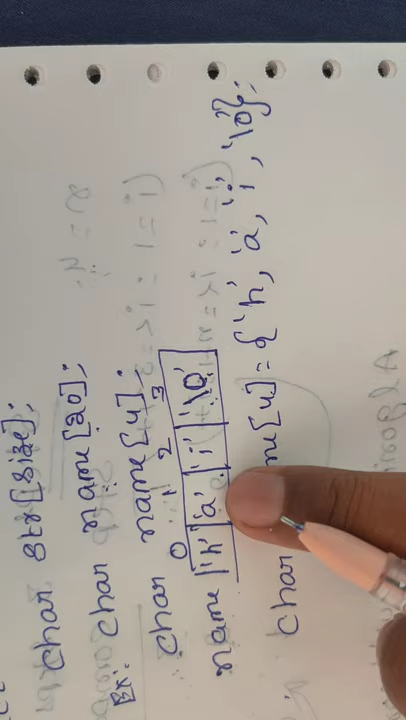 char str[size];
Ex: char name[20];
char name[4];
0 1 2 3
name 'h' 'a' 'i' '\0'
char me[4] = {'h', 'a', 'i', '\0'};